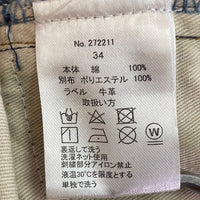 No. 272211
34
本体 綿 100%
別布 ポリエステル 100%
ラベル 牛革
取扱い方
W
裏返して洗う
洗濯ネット使用
刺繍部分アイロン禁止
液温30℃を限度とする
単独で洗う